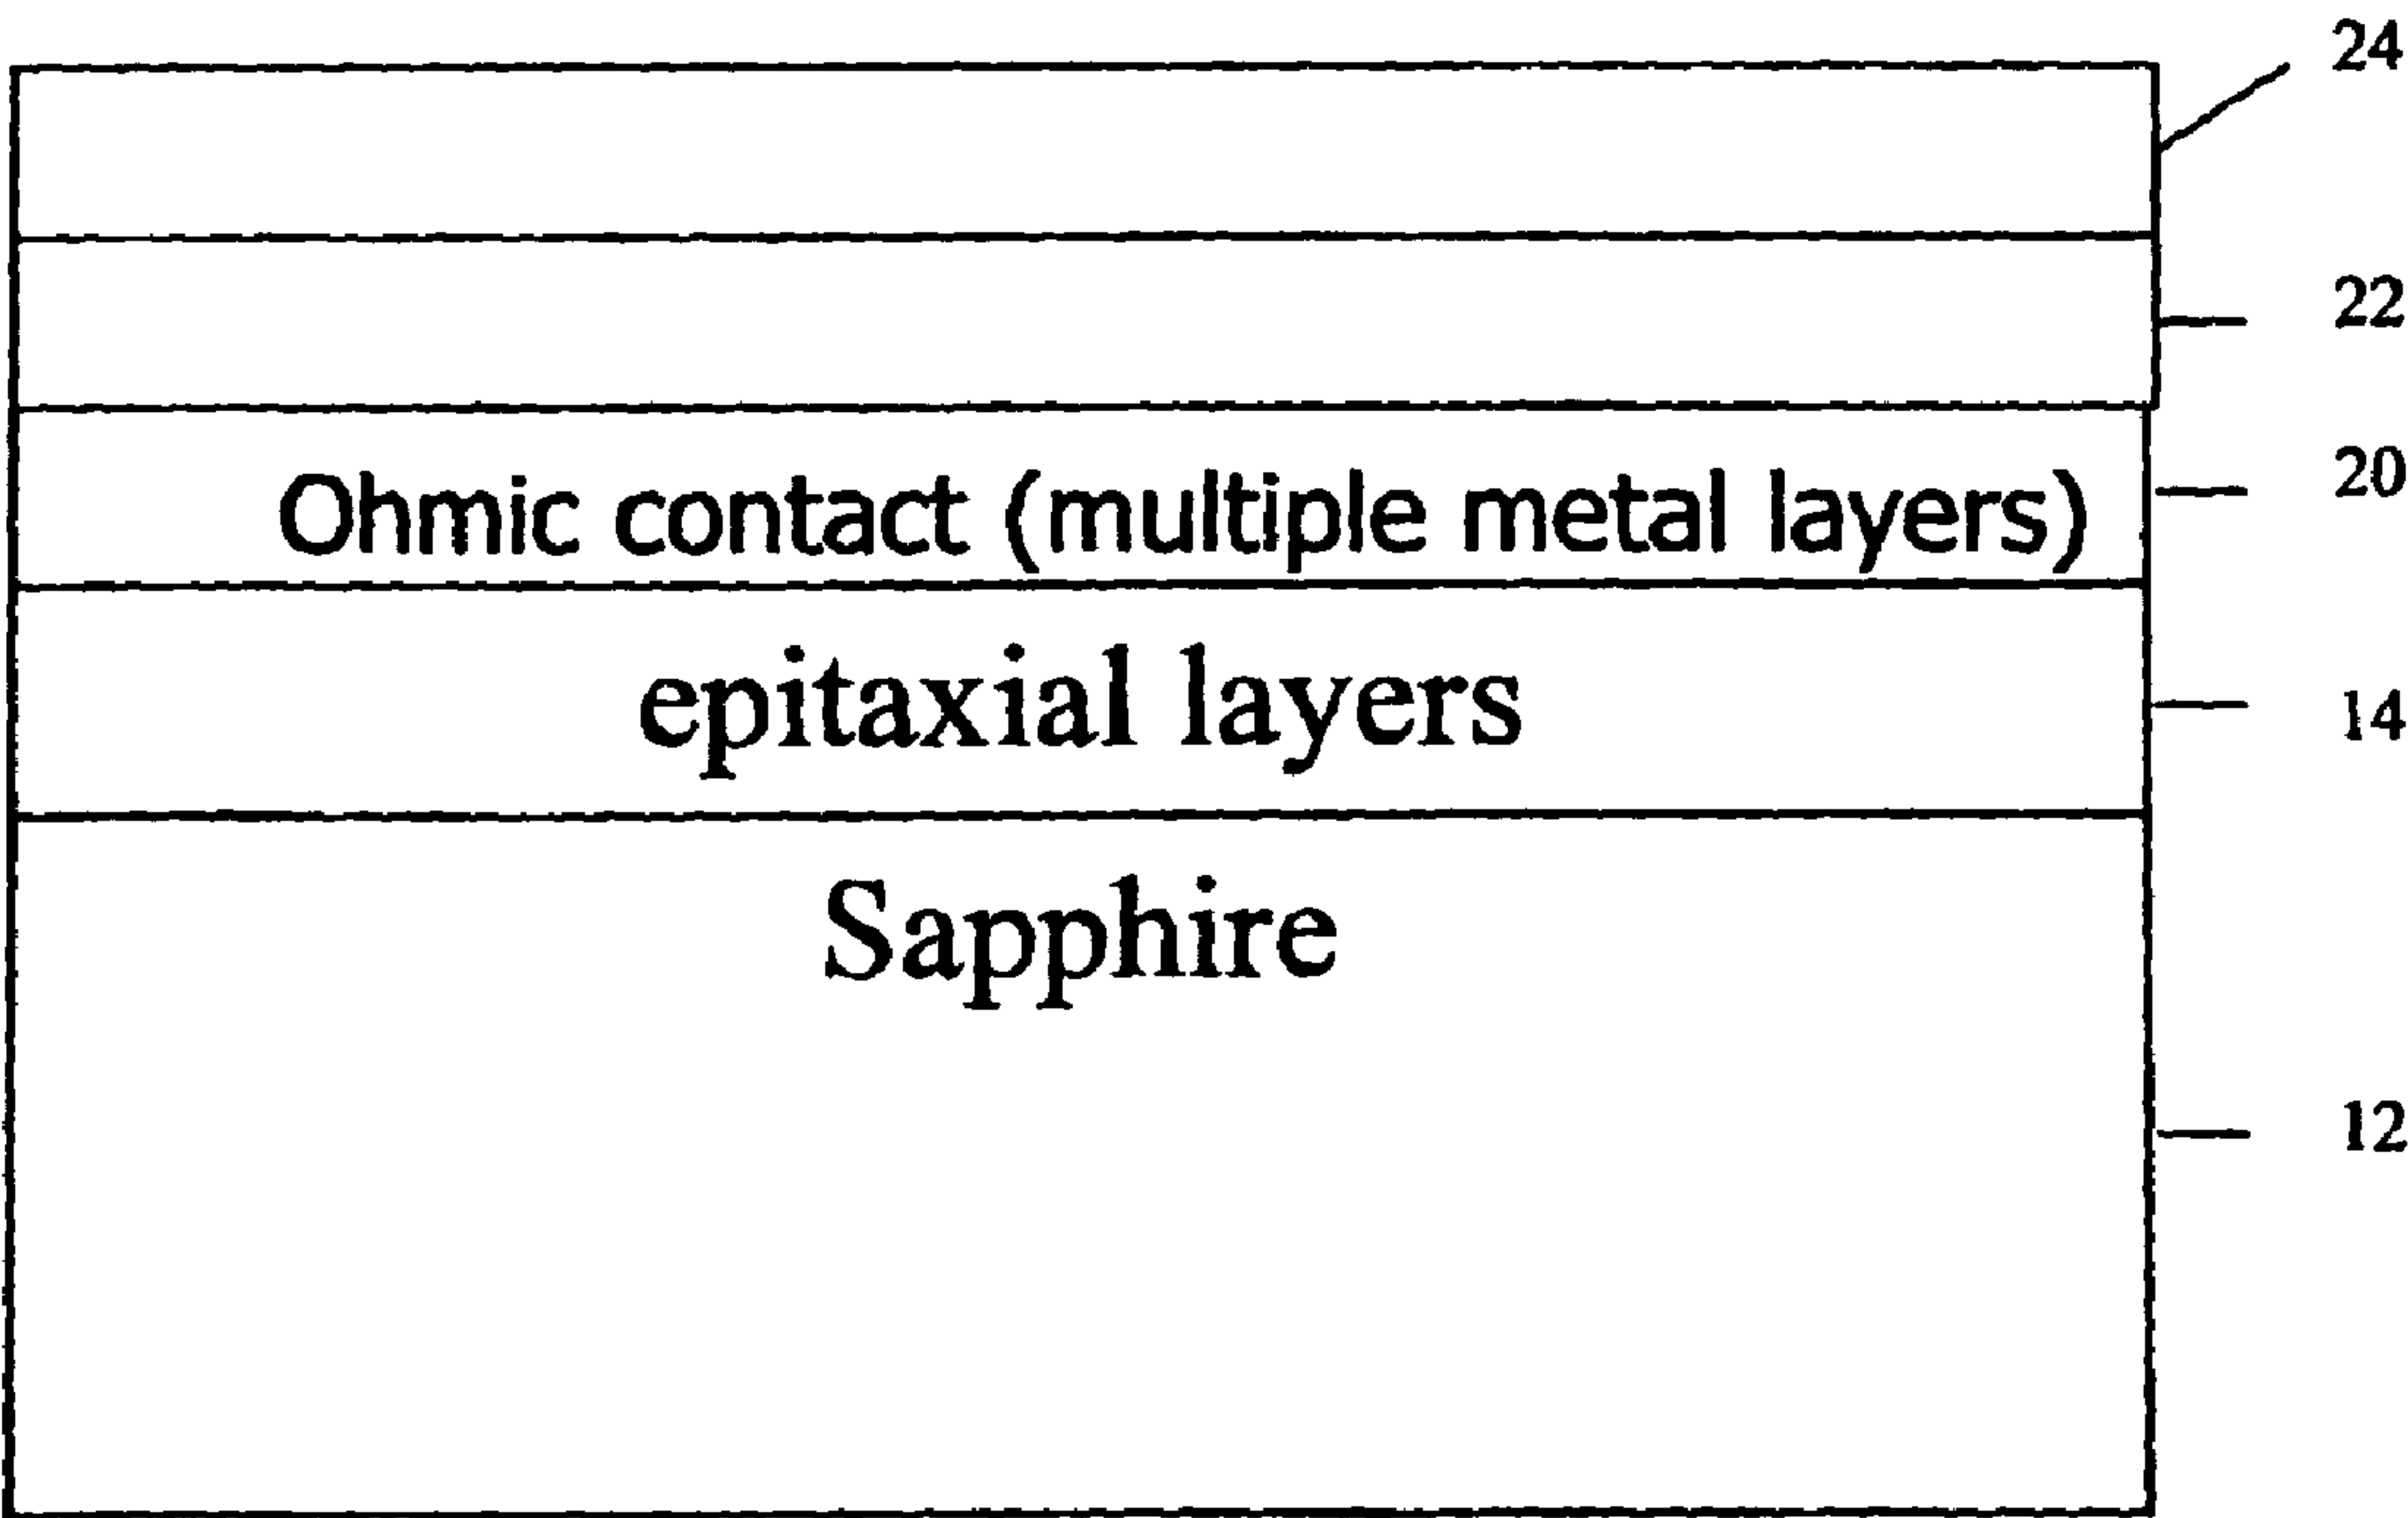 24
22
Ohmic contact (multiple metal layers)
20
epitaxial layers
14
Sapphire
12